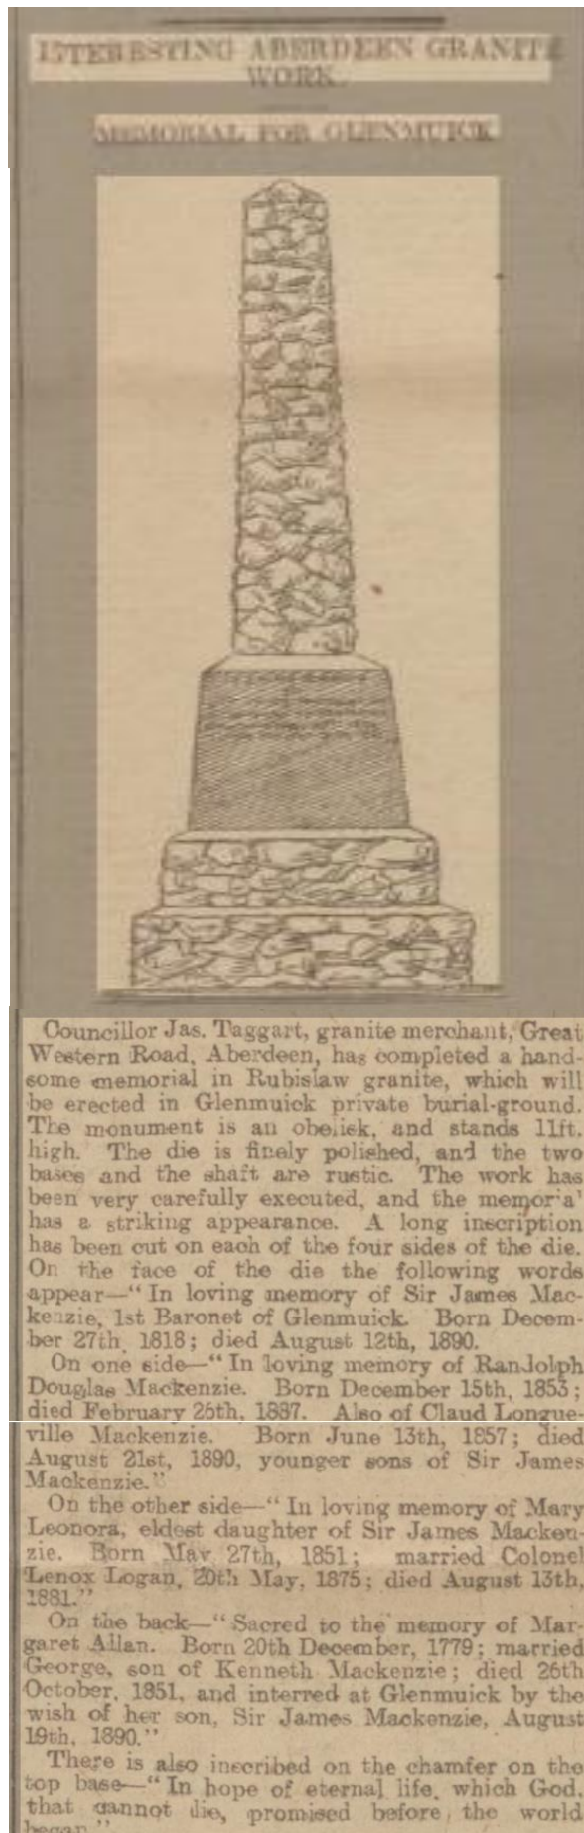 INTERESTING ABERDEEN GRANITE
WORK.
MEMORIAL FOR GLENMUICK
Councillor Jas. Taggart, granite merchant, Great
Western Road, Aberdeen, has completed a hand-
some memorial in Rubislaw granite, which will
be erected in Glenmuick private burial-ground.
The monument is an obelisk, and stands 11ft.
high. The die is finely polished, and the two
bases and the shaft are rustic. The work has
been very carefully executed, and the memorial
has a striking appearance. A long inscription
has been cut on each of the four sides of the die.
On the face of the die the following words
appear—"In loving memory of Sir James Mac-
kenzie, 1st Baronet of Glenmuick. Born Decem-
ber 27th, 1818; died August 12th, 1890.
On one side—"In loving memory of Randolph
Douglas Mackenzie. Born December 15th, 1853;
died February 25th, 1887. Also of Claud Longue-
ville Mackenzie. Born June 13th, 1857; died
August 21st, 1890, younger sons of Sir James
Mackenzie."
On the other side—"In loving memory of Mary
Leonora, eldest daughter of Sir James Macken-
zie. Born May 27th, 1851; married Colonel
Lenox Logan, 20th May, 1875; died August 13th,
1881."
On the back—"Sacred to the memory of Mar-
garet Allan. Born 20th December, 1779; married
George, son of Kenneth Mackenzie; died 26th
October, 1851, and interred at Glenmuick by the
wish of her son, Sir James Mackenzie, August
19th, 1890."
There is also inscribed on the chamfer on the
top base—"In hope of eternal life, which God,
that cannot lie, promised before the world
began."